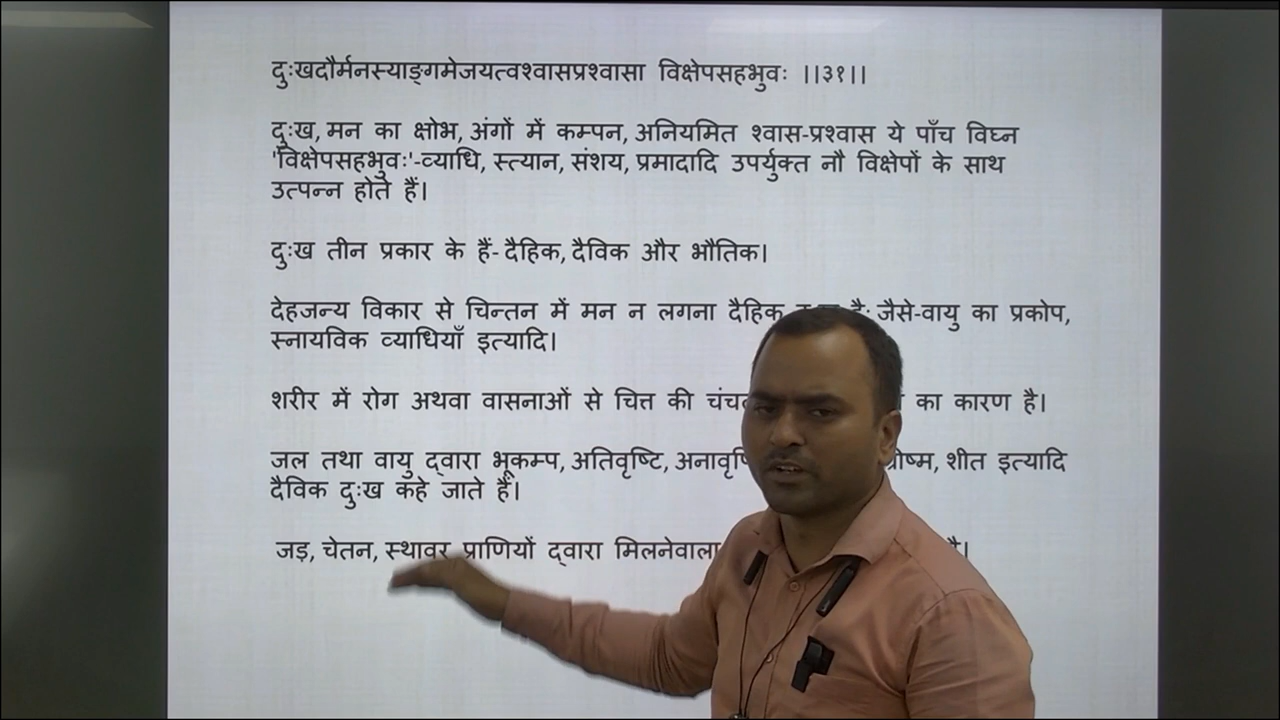 दुःखदौर्मनस्याङ्गमेजयत्वश्वासप्रश्वासा विक्षेपसहभुवः ।।३१।।
दुःख, मन का क्षोभ, अंगों में कम्पन, अनियमित श्वास-प्रश्वास ये पाँच विघ्न
'विक्षेपसहभुवः'-व्याधि, स्त्यान, संशय, प्रमादादि उपर्युक्त नौ विक्षेपों के साथ
उत्पन्न होते हैं।
दुःख तीन प्रकार के हैं- दैहिक, दैविक और भौतिक।
देहजन्य विकार से चिन्तन में मन न लगना दैहिक है; जैसे-वायु का प्रकोप,
स्नायविक व्याधियाँ इत्यादि।
शरीर में रोग अथवा वासनाओं से चित्त की का कारण है।
जल तथा वायु द्वारा भूकम्प, अतिवृष्टि, शीत इत्यादि
दैविक दुःख कहे जाते हैं।
जड़, चेतन, स्थावर प्राणियों द्वारा मिलनेवाला है।